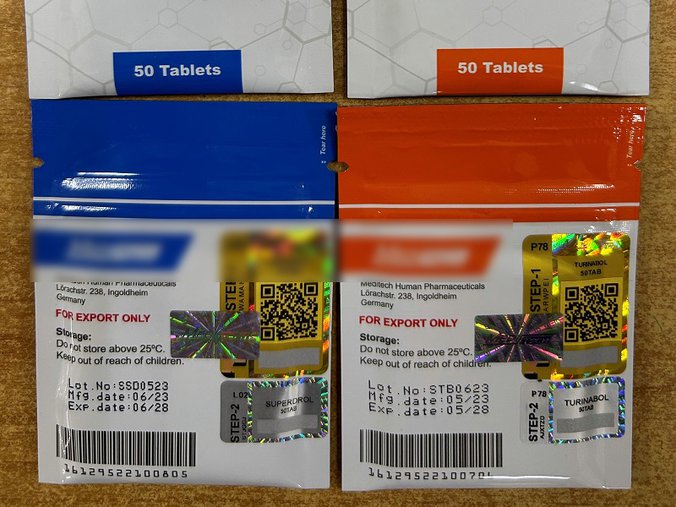 50 Tablets
50 Tablets
Tear here
Tear here
Meditech Human Pharmaceuticals
Lörachstr. 238, Ingoldheim
Germany
FOR EXPORT ONLY
Storage:
Do not store above 25ºC.
Keep out of reach of children.
Lot.No:SSD0523
Mfg.date:06/23
Exp.date:06/28
16129522100805
STEP-2
SUPERDROL
50TAB
Meditech Human Pharmaceuticals
Lörachstr. 238, Ingoldheim
Germany
FOR EXPORT ONLY
Storage:
Do not store above 25ºC.
Keep out of reach of children.
Lot.No:STB0623
Mfg.date:05/23
Exp.date:05/28
P78
STEP-1
TURINABOL
50TAB
P78
STEP-2
AJXTZD
TURINABOL
50TAB